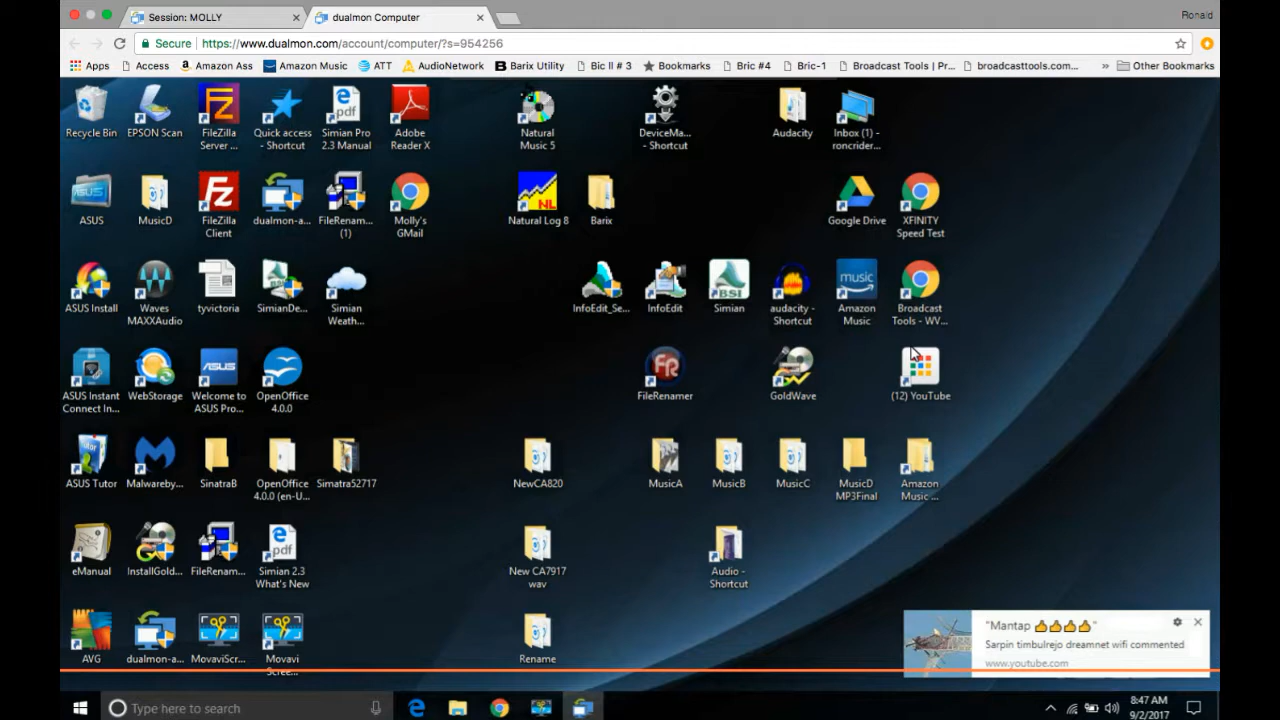 Session: MOLLY
dualmon Computer
Ronald
Secure
https://www.dualmon.com/account/computer/?s=954256
Apps
Access
Amazon Ass
Amazon Music
ATT
AudioNetwork
Barix Utility
Bic II # 3
Bookmarks
Bric #4
Bric-1
Broadcast Tools | Pr...
broadcasttools.com...
»
Other Bookmarks
Recycle Bin
EPSON Scan
FileZilla
Server ...
Quick access
- Shortcut
Simian Pro
2.3 Manual
Adobe
Reader X
Natural
Music 5
DeviceMa...
- Shortcut
Audacity
Inbox (1) -
roncrider...
ASUS
MusicD
FileZilla
Client
dualmon-a...
FileRenam...
(1)
Molly's
GMail
Natural Log 8
Barix
Google Drive
XFINITY
Speed Test
ASUS Install
Waves
MAXXAudio
tyvictoria
SimianDe...
Simian
Weath...
InfoEdit_Se...
InfoEdit
Simian
audacity -
Shortcut
Amazon
Music
Broadcast
Tools - WV...
ASUS Instant
Connect In...
WebStorage
Welcome to
ASUS Pro...
OpenOffice
4.0.0
FileRenamer
GoldWave
(12) YouTube
ASUS Tutor
Malwareby...
SinatraB
OpenOffice
4.0.0 (en-U...
Simatra52717
NewCA820
MusicA
MusicB
MusicC
MusicD
MP3Final
Amazon
Music ...
eManual
InstallGold...
FileRenam...
Simian 2.3
What's New
New CA7917
wav
Audio -
Shortcut
AVG
dualmon-a...
MovaviScr...
Movavi
Scree...
Rename
"Mantap 👍👍👍👍"
Sarpin timbulrejo dreamnet wifi commented
www.youtube.com
Type here to search
8:47 AM
9/2/2017